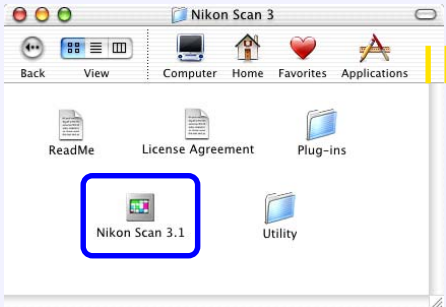 Nikon Scan 3
Back View Computer Home Favorites Applications
ReadMe License Agreement Plug-ins
Nikon Scan 3.1 Utility